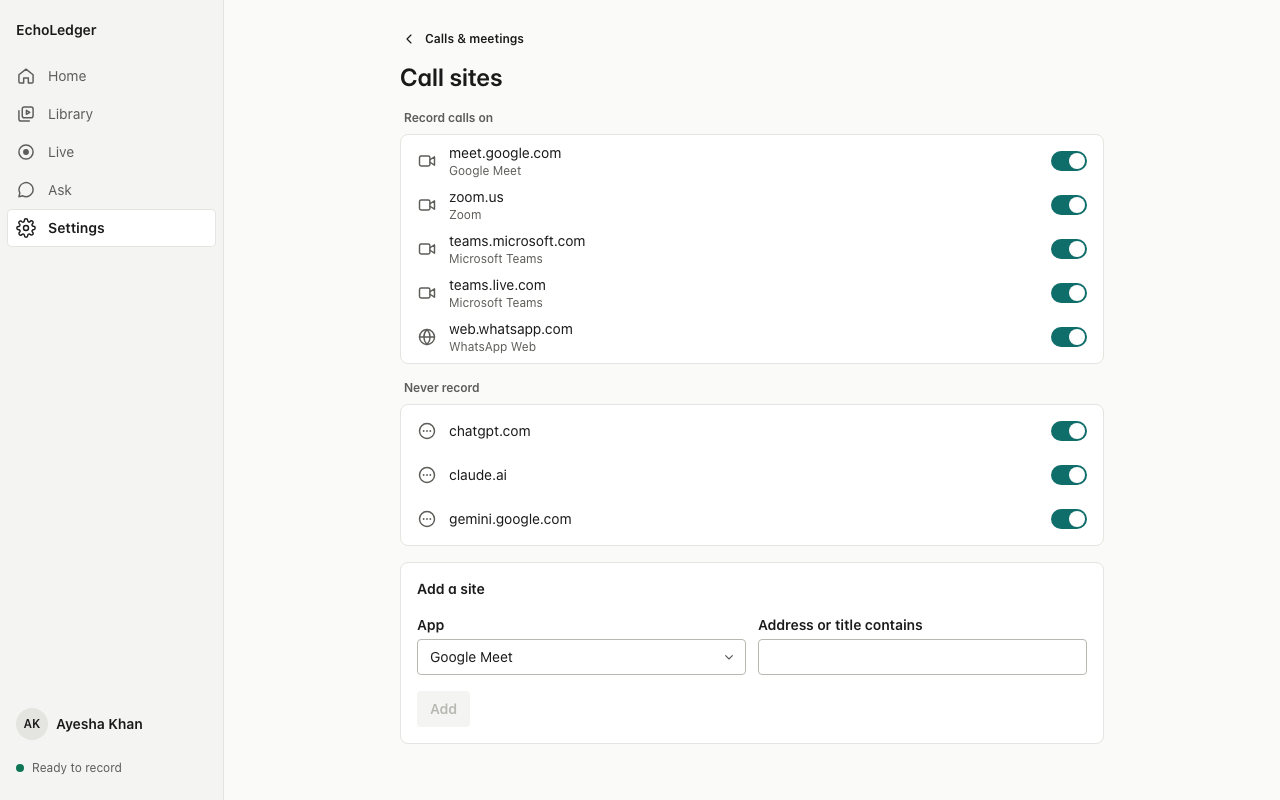 EchoLedger
Home
Library
Live
Ask
Settings
AK
Ayesha Khan
Ready to record
Calls & meetings
Call sites
Record calls on
meet.google.com
Google Meet
zoom.us
Zoom
teams.microsoft.com
Microsoft Teams
teams.live.com
Microsoft Teams
web.whatsapp.com
WhatsApp Web
Never record
chatgpt.com
claude.ai
gemini.google.com
Add a site
App
Google Meet
Address or title contains
Add